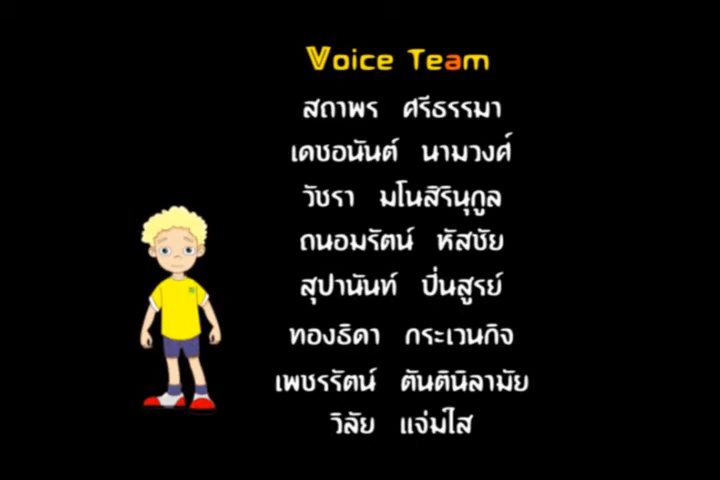 Voice Team
สถาพร ศรีธรรมา
เดชอนันต์ นามวงศ์
วัชรา มโนสิรินุกูล
ถนอมรัตน์ หัสชัย
สุปานันท์ ปิ่นสูรย์
ทองธิดา กระเวนกิจ
เพชรรัตน์ ตันตินิลามัย
วิลัย แจ่มใส